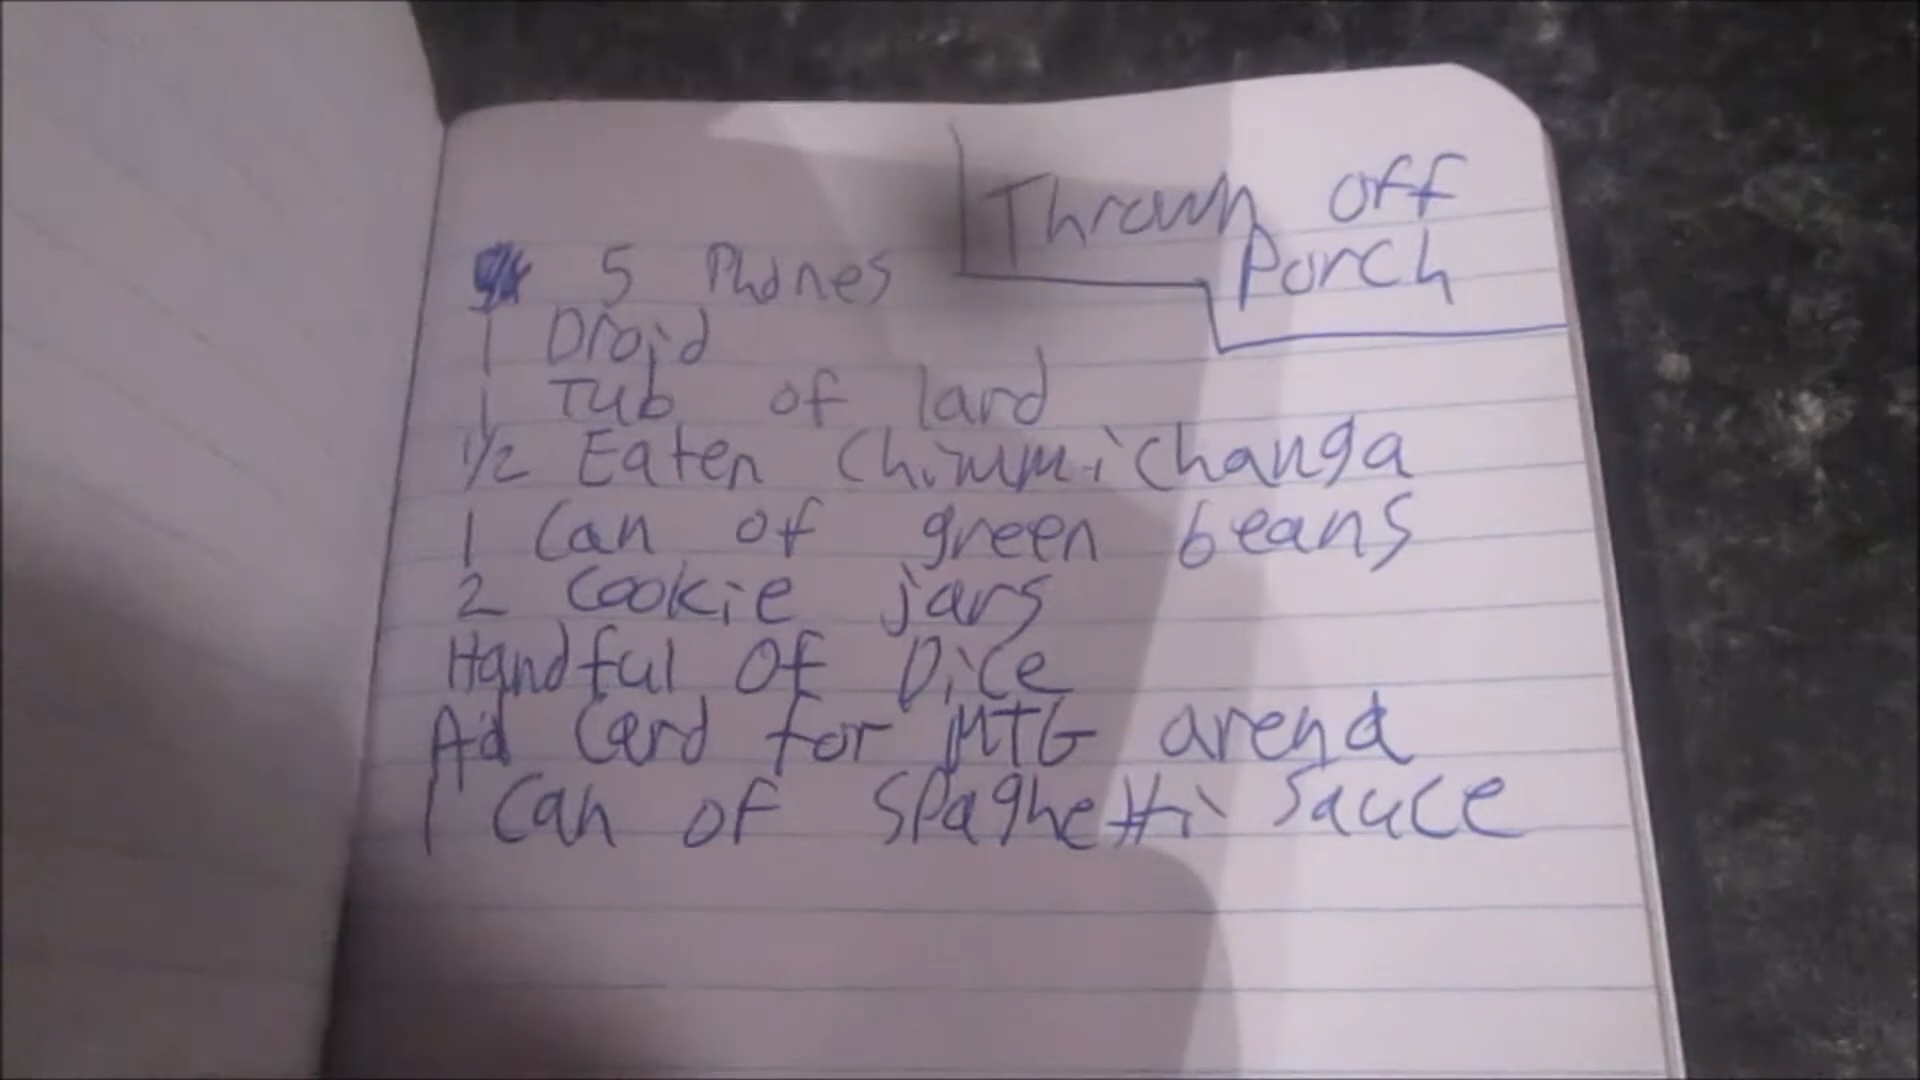 Thrown off
Porch
5 Phones
1 Droid
1 Tub of lard
1/2 Eaten Chimmichanga
1 Can of green beans
2 Cookie jars
Handful Of Dice
Ad Card for MTG arena
1 Can of Spaghetti Sauce